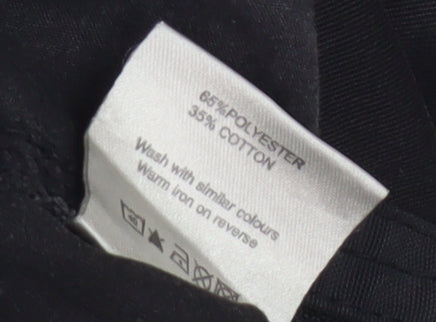 65%POLYESTER
35% COTTON
Wash with similar colours
Warm iron on reverse